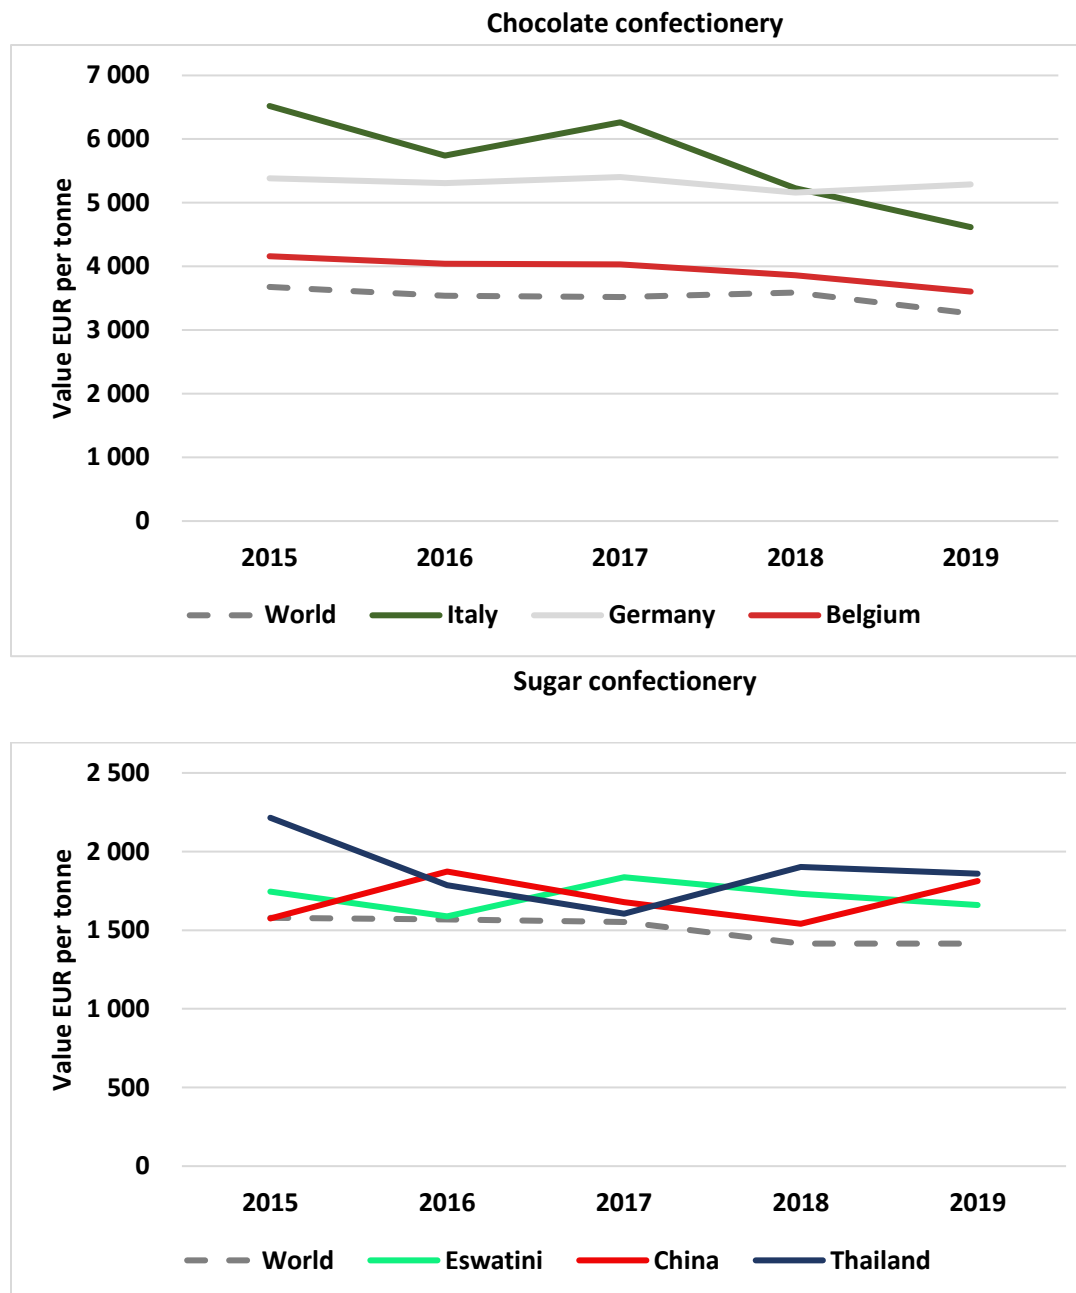 Chocolate confectionery
7 000
6 000
5 000
4 000
3 000
2 000
1 000
0
Value EUR per tonne
2015 2016 2017 2018 2019
World Italy Germany Belgium
Sugar confectionery
2 500
2 000
1 500
1 000
500
0
Value EUR per tonne
2015 2016 2017 2018 2019
World Eswatini China Thailand